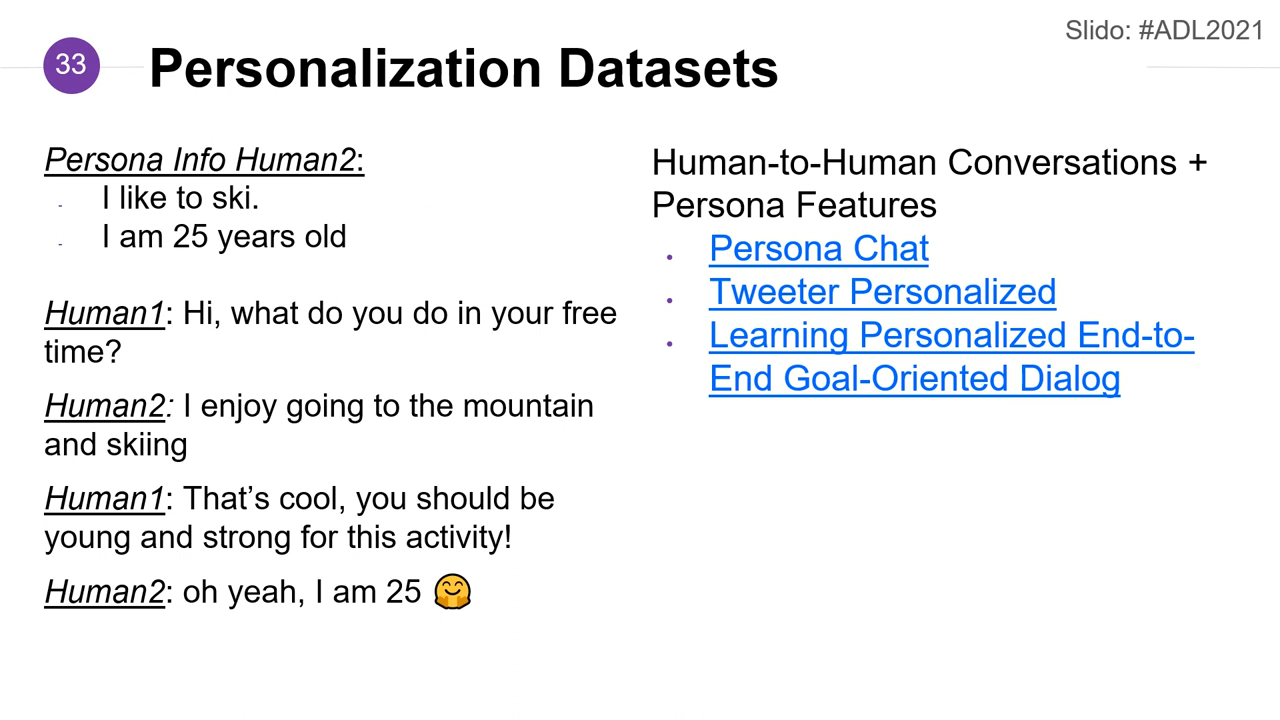 Slido: #ADL2021
33
Personalization Datasets
Persona Info Human2:
- I like to ski.
- I am 25 years old
Human1: Hi, what do you do in your free
time?
Human2: I enjoy going to the mountain
and skiing
Human1: That’s cool, you should be
young and strong for this activity!
Human2: oh yeah, I am 25 🤗
Human-to-Human Conversations +
Persona Features
• Persona Chat
• Tweeter Personalized
• Learning Personalized End-to-
End Goal-Oriented Dialog